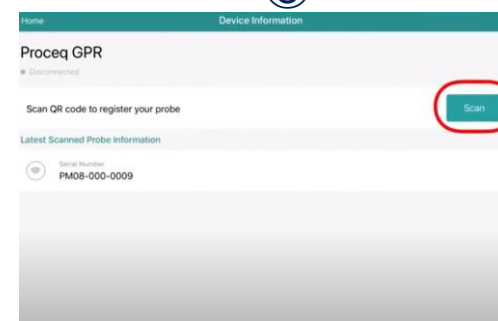 Home
Device Information
Proceq GPR
Disconnected
Scan QR code to register your probe
Scan
Latest Scanned Probe Information
Serial Number
PM08-000-0009